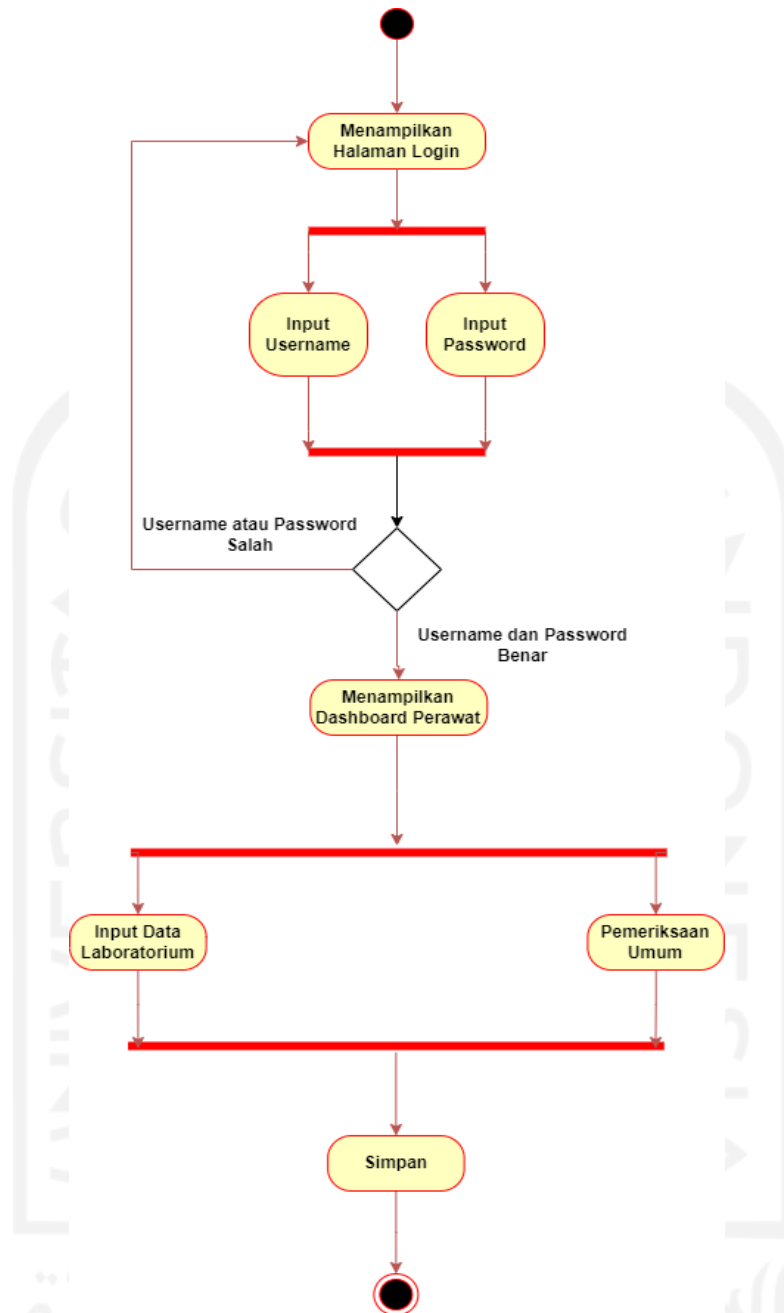 Menampilkan
Halaman Login
Input
Username
Input
Password
Username atau Password
Salah
Username dan Password
Benar
Menampilkan
Dashboard Perawat
Input Data
Laboratorium
Pemeriksaan
Umum
Simpan